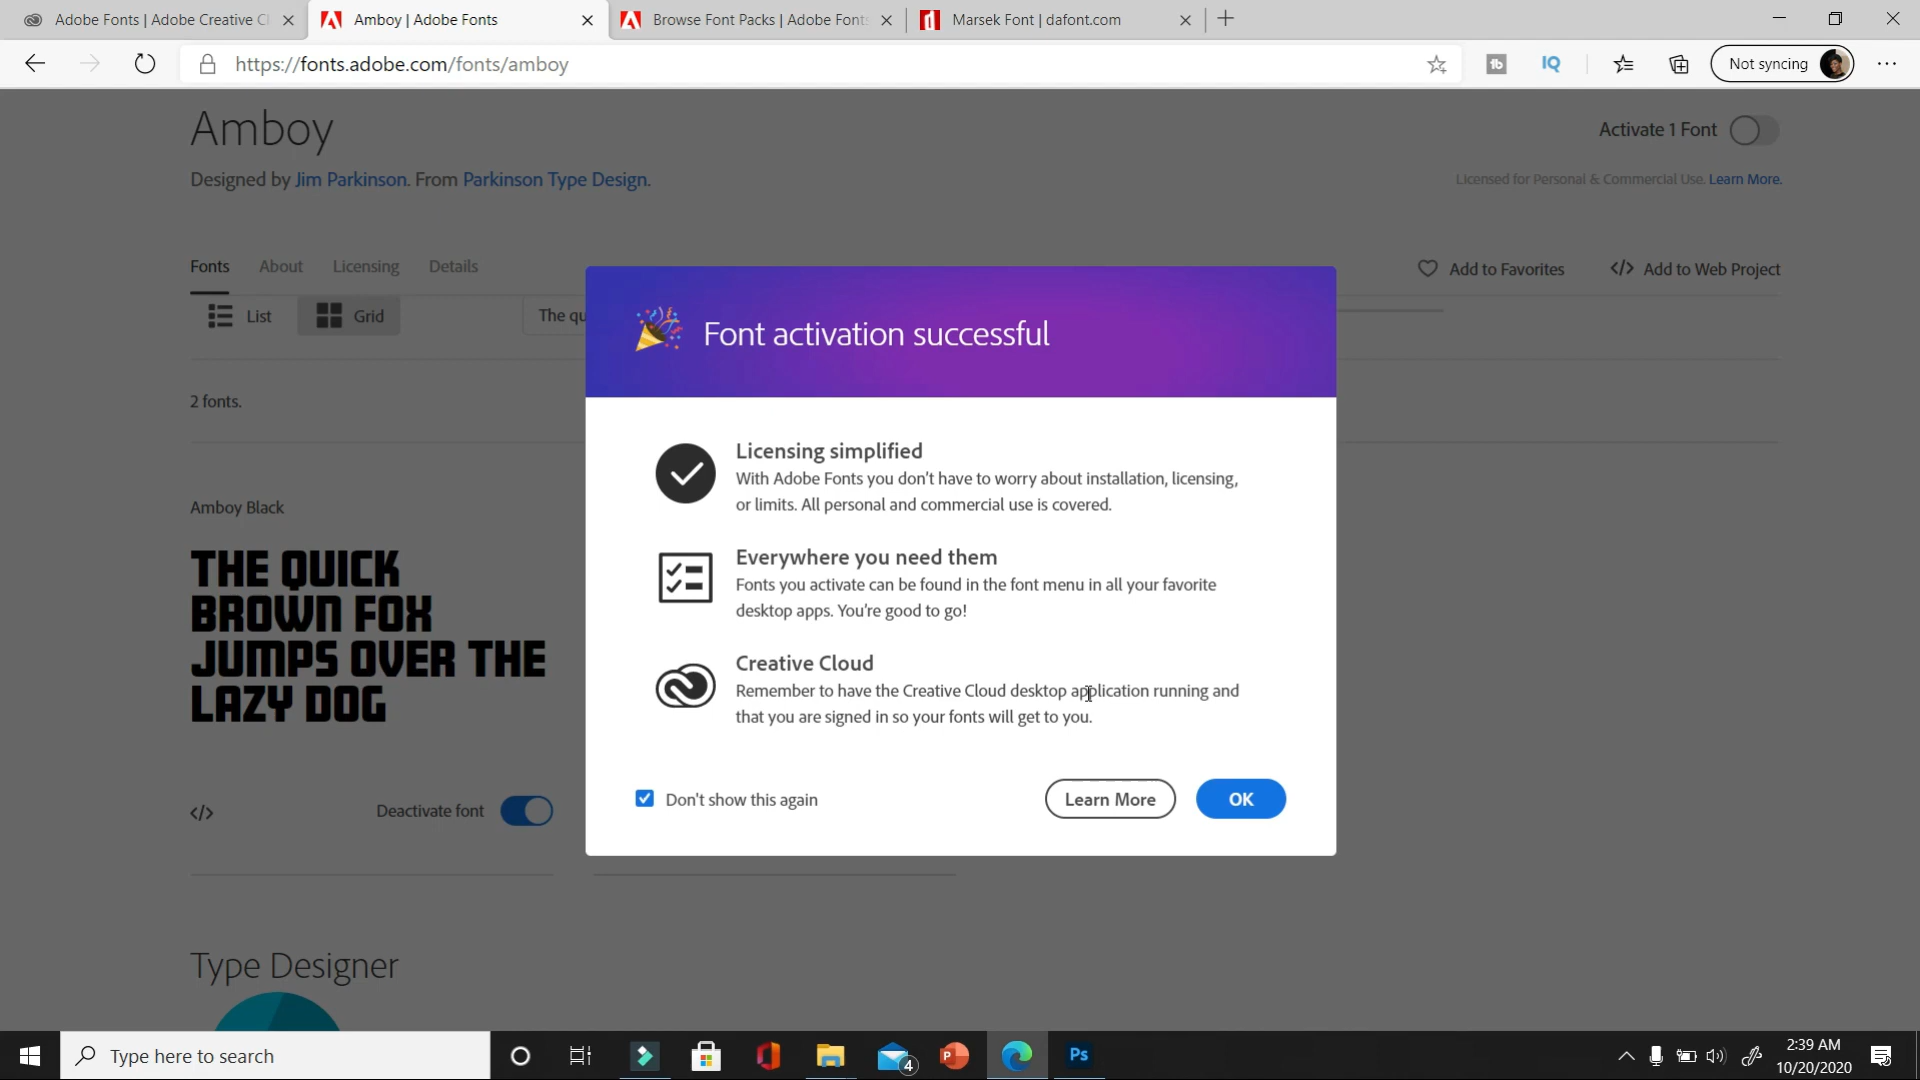 Adobe Fonts | Adobe Creative Cl
Amboy | Adobe Fonts
Browse Font Packs | Adobe Fonts
Marsek Font | dafont.com
https://fonts.adobe.com/fonts/amboy
tb
IQ
Not syncing
Amboy
Activate 1 Font
Designed by Jim Parkinson. From Parkinson Type Design.
Licensed for Personal & Commercial Use. Learn More.
Fonts
About
Licensing
Details
Add to Favorites
</> Add to Web Project
List
Grid
The qu
2 fonts.
Font activation successful
Licensing simplified
With Adobe Fonts you don't have to worry about installation, licensing,
or limits. All personal and commercial use is covered.
Everywhere you need them
Fonts you activate can be found in the font menu in all your favorite
desktop apps. You're good to go!
Creative Cloud
Remember to have the Creative Cloud desktop application running and
that you are signed in so your fonts will get to you.
Don't show this again
Learn More
OK
Amboy Black
THE QUICK
BROWN FOX
JUMPS OVER THE
LAZY DOG
</>
Deactivate font
Type Designer
Type here to search
4
P
Ps
2:39 AM
10/20/2020